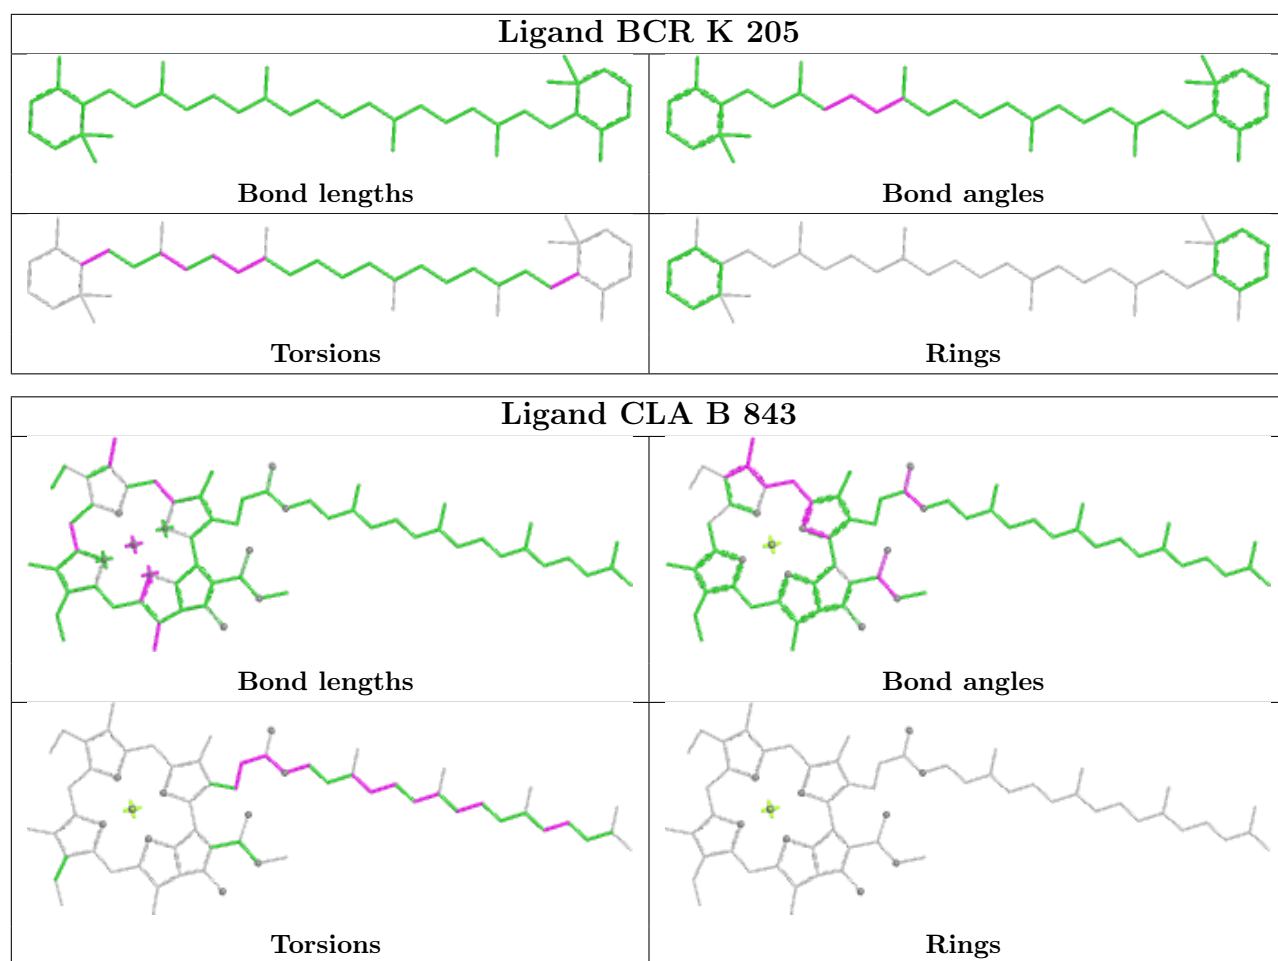 Ligand BCR K 205
Bond lengths
Bond angles
Torsions
Rings
Ligand CLA B 843
Bond lengths
Bond angles
Torsions
Rings